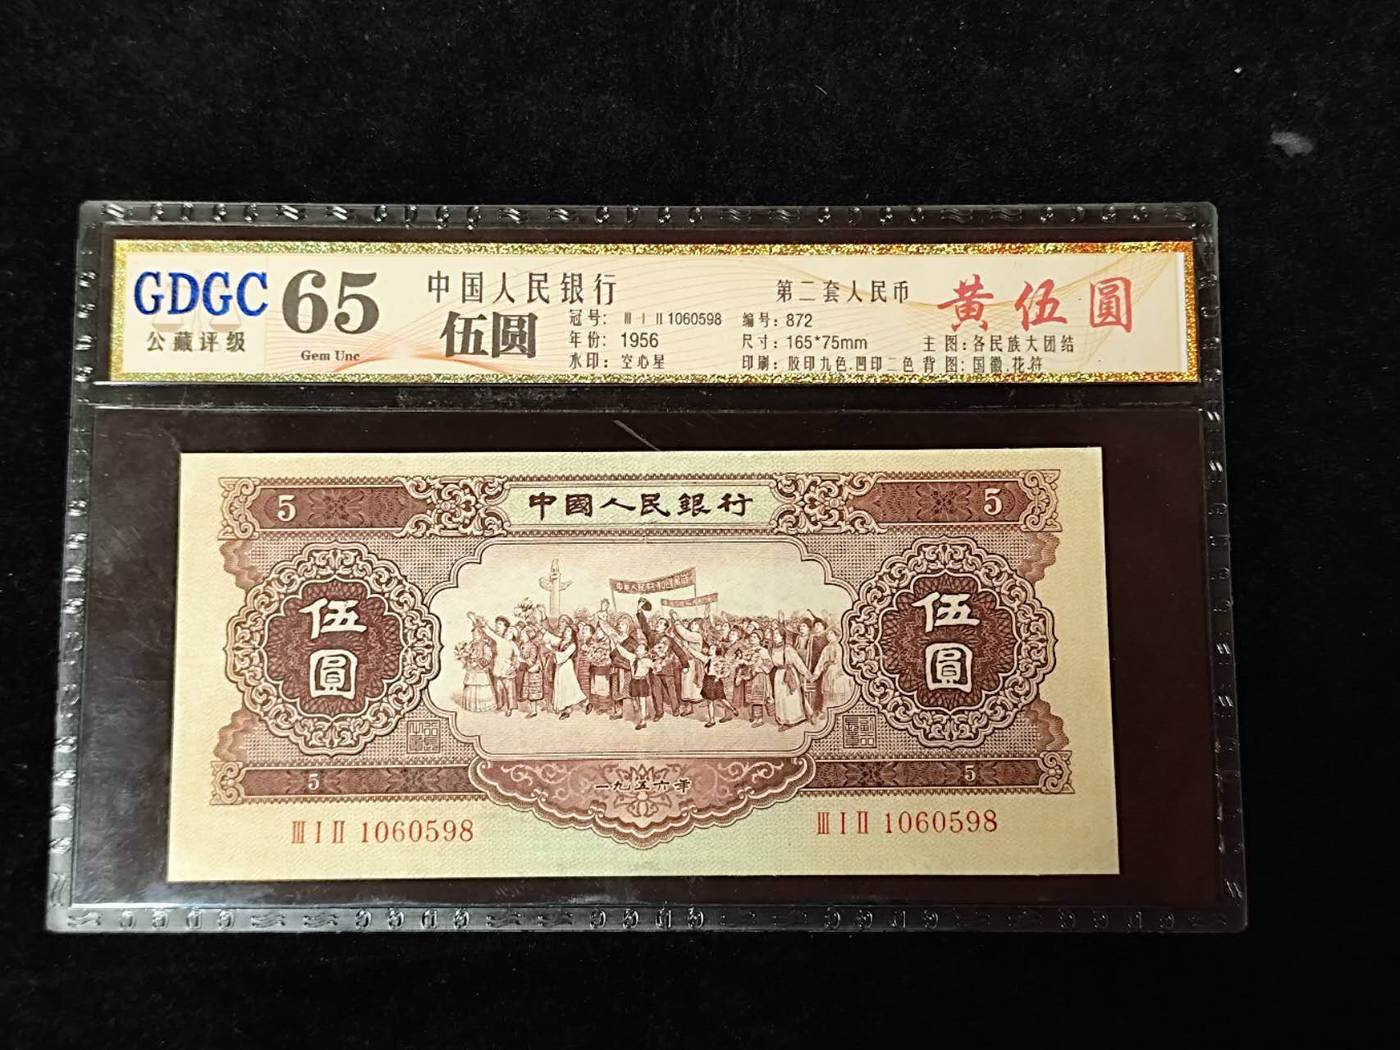 GDGC 65 中国人民银行 第二套人民币 黄伍圆
公藏评级 Gem Unc 伍圆
冠号: Ⅲ Ⅰ Ⅱ 1060598 编号: 872
年份: 1956 尺寸: 165*75mm 主图:各民族大团结
水印: 空心星 印刷: 胶印九色.凹印二色 背图:国徽.花符
5 中國人民銀行 5
伍圓 伍圓
5 一九五六年 5
Ⅲ Ⅰ Ⅱ 1060598 Ⅲ Ⅰ Ⅱ 1060598